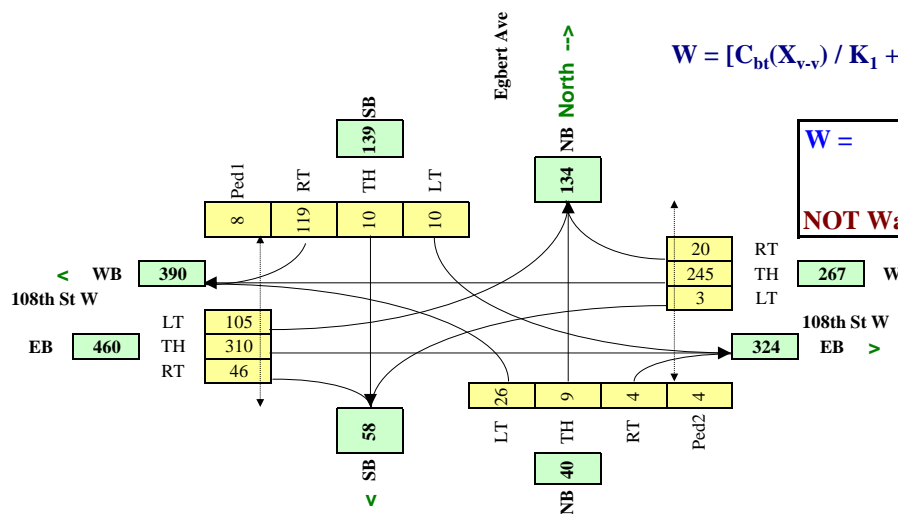 Egbert Ave
North -->
W = [C_bt(X_v-v) / K_1 +
SB
139
NB
134
W =
NOT Wa
Ped1
RT
TH
LT
8
119
10
10
20
RT
245
TH
267
W
3
LT
< WB
390
108th St W
EB
460
LT
105
TH
310
RT
46
108th St W
324
EB >
26
9
4
4
LT
TH
RT
Ped2
58
SB
<
40
NB